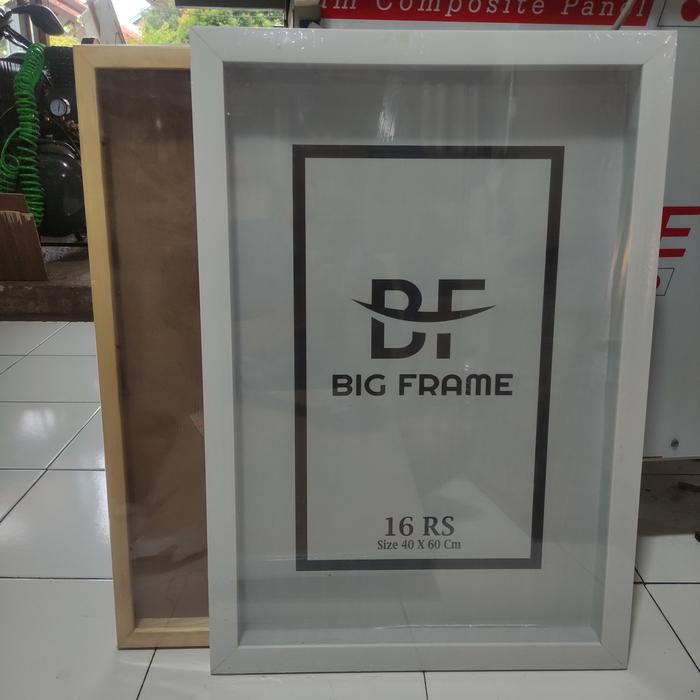 Composite Panel
BF
BIG FRAME
16 RS
Size 40 X 60 Cm
E